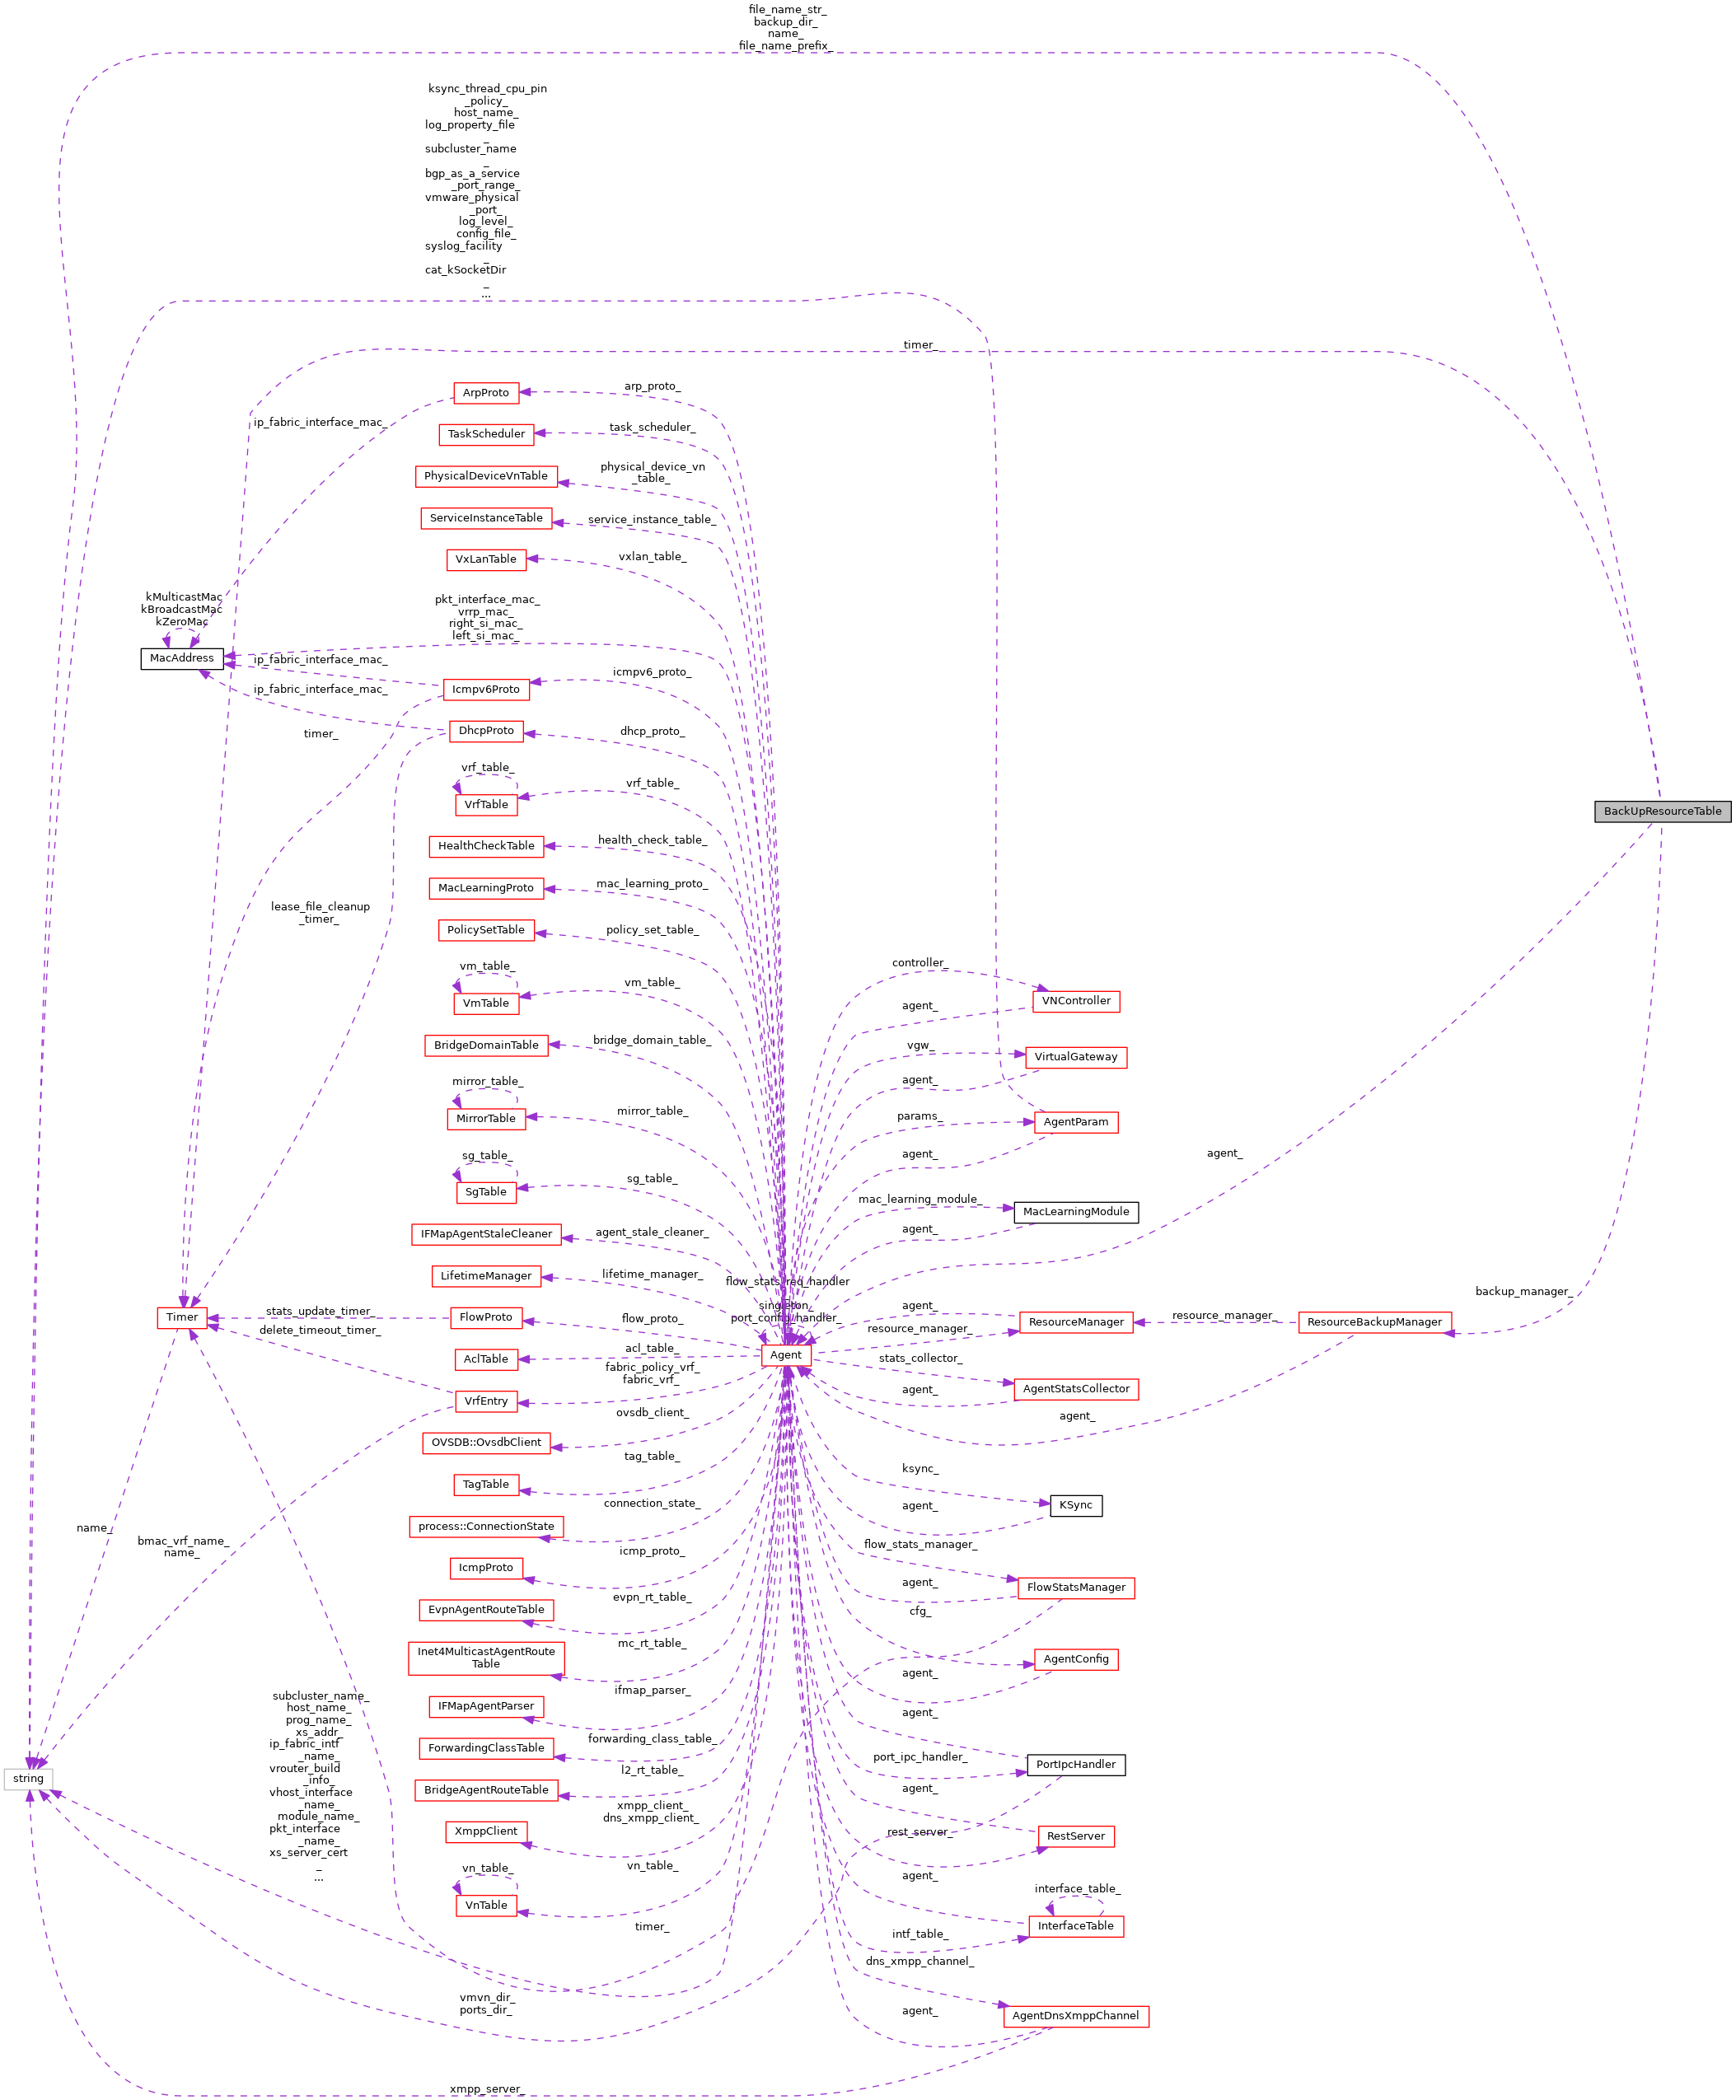 file_name_str_
backup_dir_
name_
file_name_prefix_
ksync_thread_cpu_pin
_policy_
host_name_
log_property_file
_
subcluster_name
_
bgp_as_a_service
_port_range_
vmware_physical
_port_
log_level_
config_file_
syslog_facility
_
cat_kSocketDir
_
...
timer_
arp_proto_
ArpProto
ip_fabric_interface_mac_
task_scheduler_
TaskScheduler
physical_device_vn
_table_
PhysicalDeviceVnTable
service_instance_table_
ServiceInstanceTable
vxlan_table_
VxLanTable
kMulticastMac
kBroadcastMac
kZeroMac
MacAddress
pkt_interface_mac_
vrrp_mac_
right_si_mac_
left_si_mac_
ip_fabric_interface_mac_
icmpv6_proto_
Icmpv6Proto
ip_fabric_interface_mac_
timer_
dhcp_proto_
DhcpProto
vrf_table_
vrf_table_
VrfTable
BackUpResourceTable
health_check_table_
HealthCheckTable
mac_learning_proto_
MacLearningProto
lease_file_cleanup
_timer_
policy_set_table_
PolicySetTable
vm_table_
vm_table_
VmTable
controller_
VNController
agent_
bridge_domain_table_
BridgeDomainTable
vgw_
VirtualGateway
agent_
mirror_table_
mirror_table_
MirrorTable
params_
AgentParam
agent_
agent_
sg_table_
sg_table_
SgTable
mac_learning_module_
MacLearningModule
agent_
agent_stale_cleaner_
IFMapAgentStaleCleaner
lifetime_manager_
LifetimeManager
flow_stats_req_handler
_
singleton_
port_config_handler_
backup_manager_
Timer
stats_update_timer_
FlowProto
flow_proto_
agent_
ResourceManager
resource_manager_
ResourceBackupManager
delete_timeout_timer_
resource_manager_
acl_table_
AclTable
Agent
stats_collector_
fabric_policy_vrf_
fabric_vrf_
AgentStatsCollector
agent_
VrfEntry
agent_
ovsdb_client_
OVSDB::OvsdbClient
tag_table_
TagTable
ksync_
KSync
agent_
connection_state_
process::ConnectionState
name_
bmac_vrf_name_
name_
icmp_proto_
IcmpProto
flow_stats_manager_
FlowStatsManager
agent_
evpn_rt_table_
EvpnAgentRouteTable
cfg_
mc_rt_table_
Inet4MulticastAgentRoute
Table
AgentConfig
agent_
ifmap_parser_
IFMapAgentParser
agent_
subcluster_name_
host_name_
prog_name_
xs_addr_
ip_fabric_intf
_name_
vrouter_build
_info_
vhost_interface
_name_
module_name_
pkt_interface
_name_
xs_server_cert
_
...
forwarding_class_table_
ForwardingClassTable
port_ipc_handler_
PortIpcHandler
string
l2_rt_table_
BridgeAgentRouteTable
agent_
xmpp_client_
dns_xmpp_client_
XmppClient
rest_server_
RestServer
vn_table_
vn_table_
VnTable
agent_
interface_table_
InterfaceTable
timer_
intf_table_
dns_xmpp_channel_
vmvn_dir_
ports_dir_
agent_
AgentDnsXmppChannel
xmpp_server_